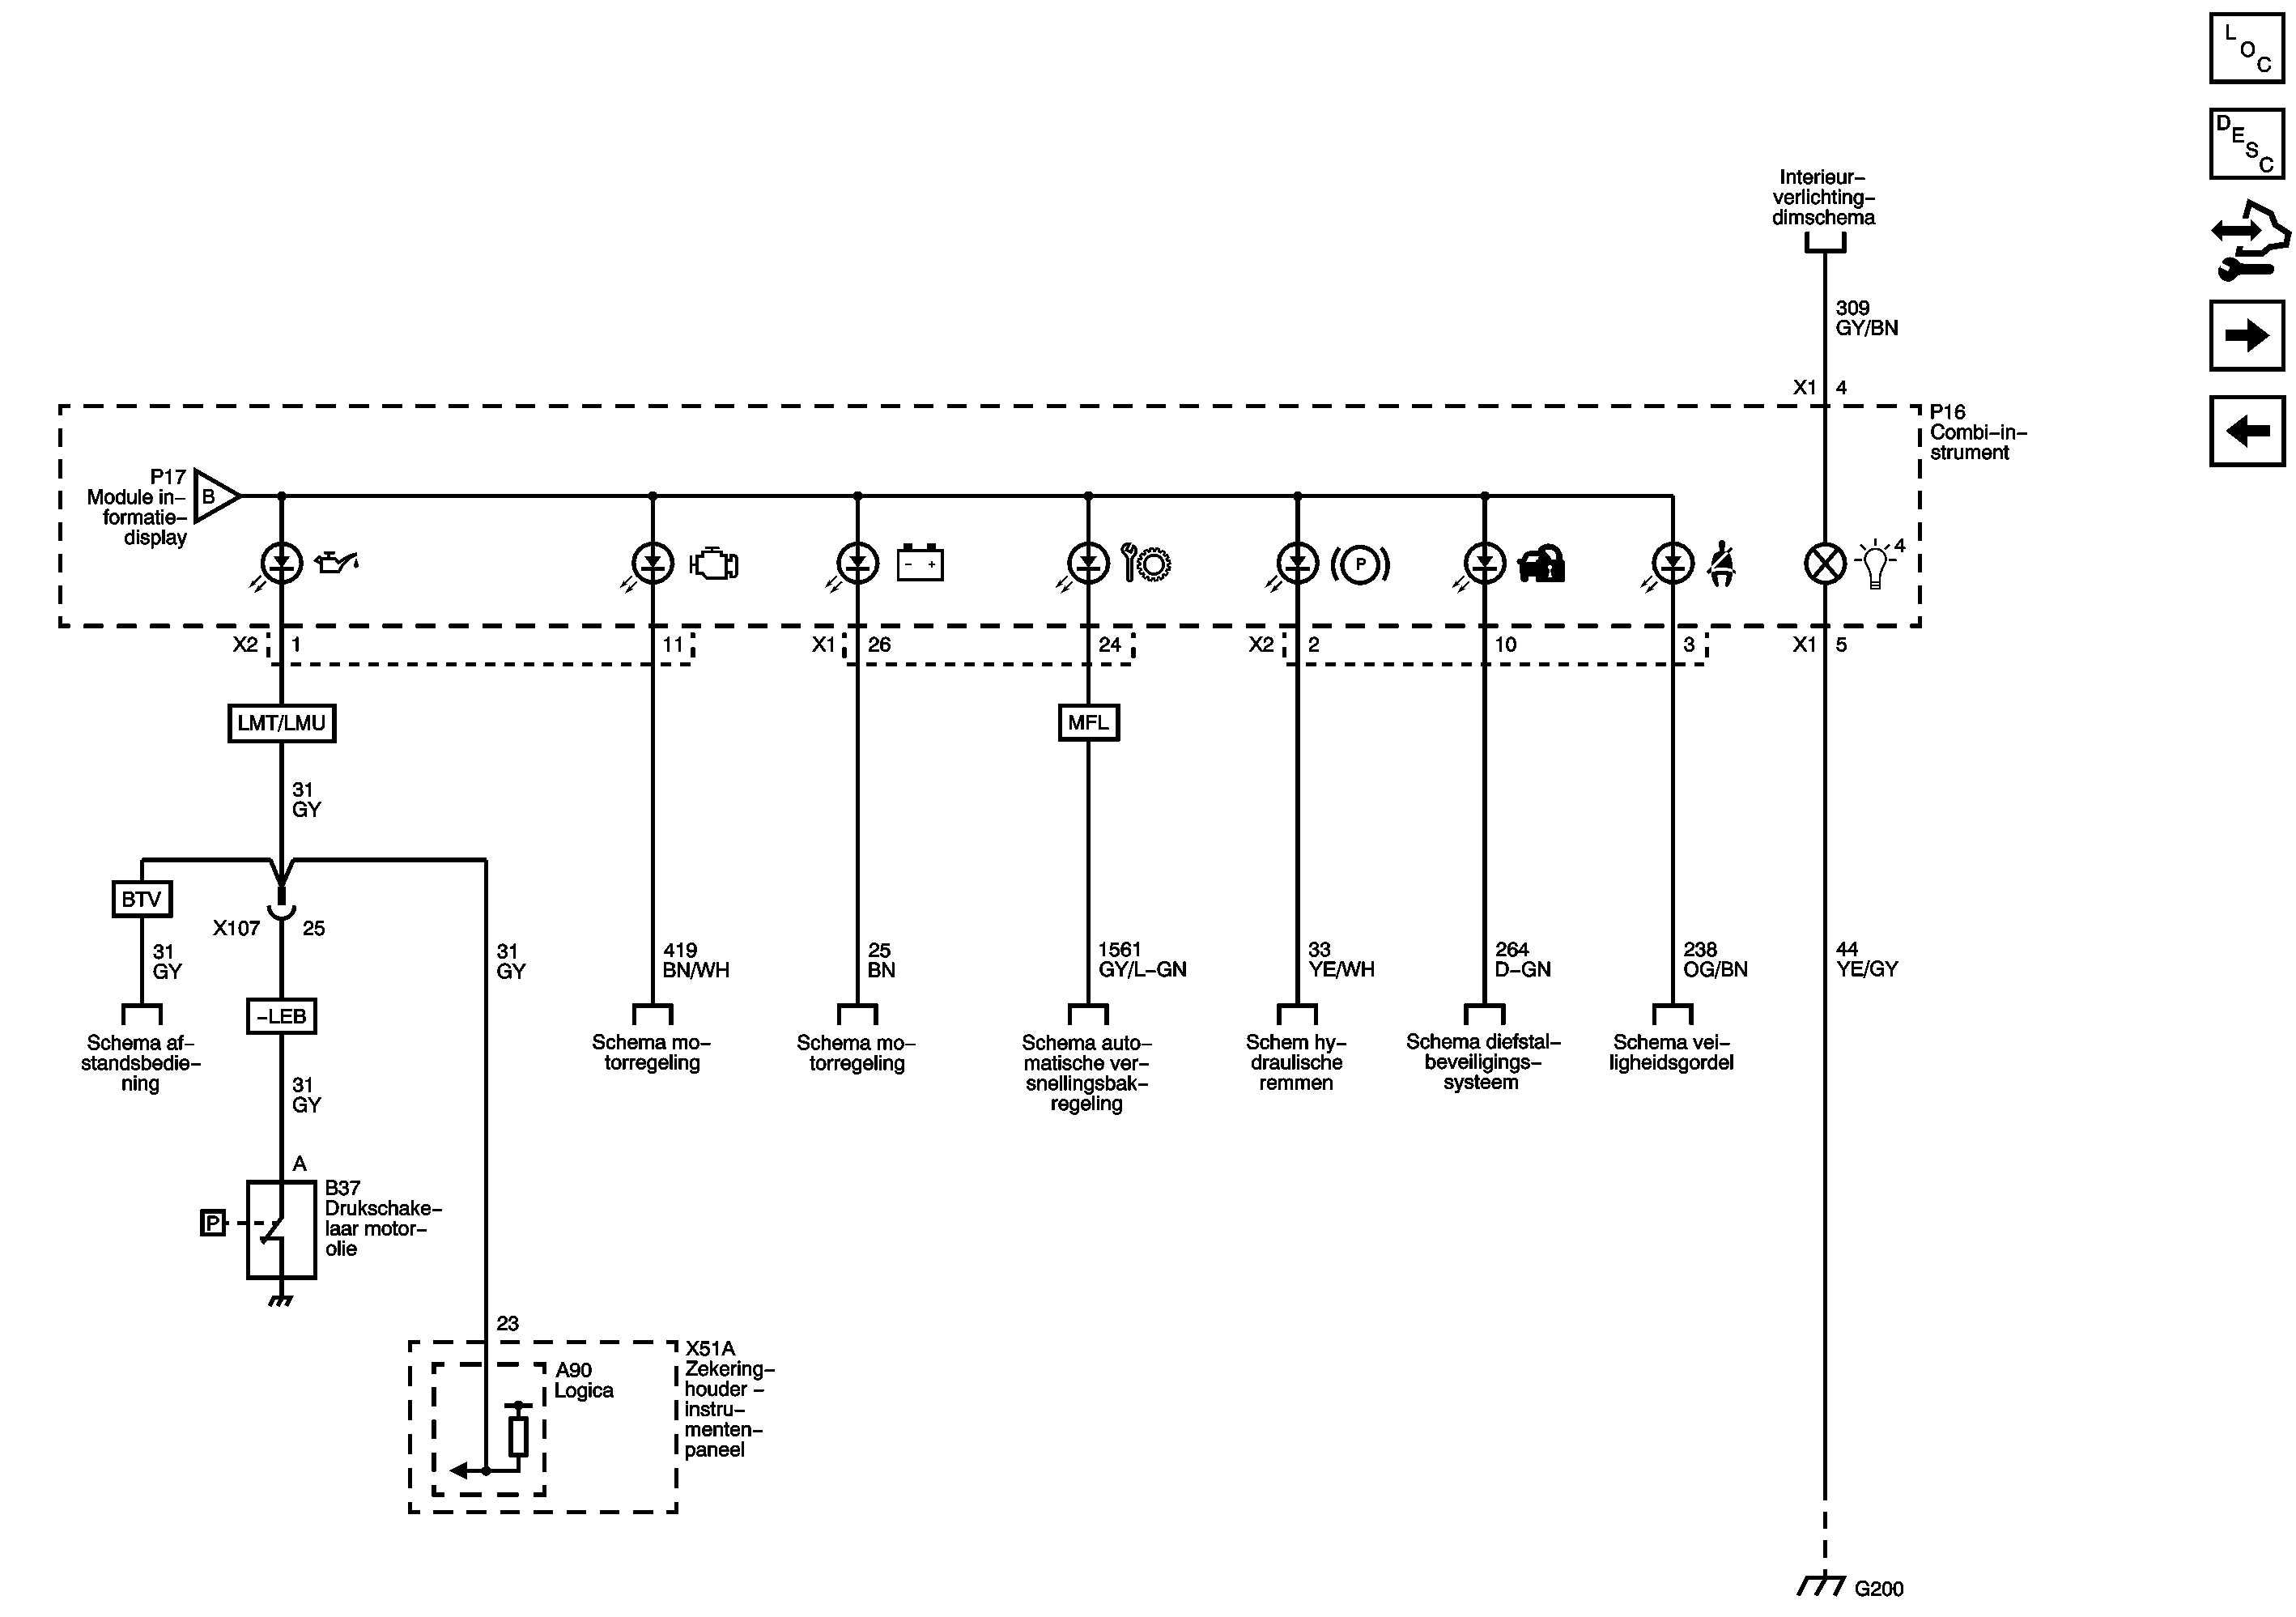 L
O
C
D
E
S
C
Interieur–
verlichting–
dimschema
309
GY/BN
X1 4
P16
Combi–in–
strument
P17
Module in–
formatie–
display
B
– +
P
4
X2 1
11
X1 26
24
X2 2
10
3
X1 5
LMT/LMU
MFL
31
GY
BTV
X107 25
31
GY
31
GY
419
BN/WH
25
BN
1561
GY/L–GN
33
YE/WH
264
D–GN
238
OG/BN
44
YE/GY
–LEB
Schema af–
standsbedie–
ning
Schema mo–
torregeling
Schema mo–
torregeling
Schema auto–
matische ver–
snellingsbak–
regeling
Schem hy–
draulische
remmen
Schema diefstal–
beveiligings–
systeem
Schema vei–
ligheidsgordel
31
GY
A
B37
Drukschake–
laar motor–
olie
P
23
X51A
Zekering–
houder –
instru–
menten–
paneel
A90
Logica
G200